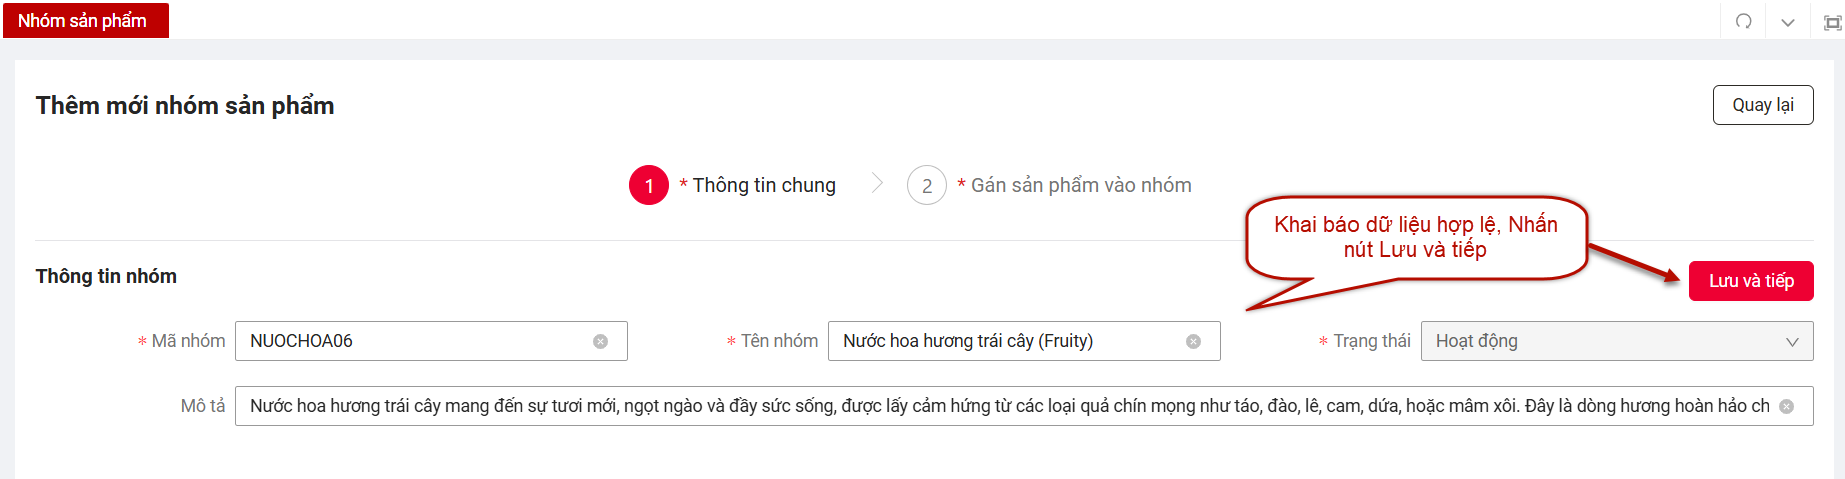 Nhóm sản phẩm
Thêm mới nhóm sản phẩm
Quay lại
1 * Thông tin chung
2 * Gán sản phẩm vào nhóm
Khai báo dữ liệu hợp lệ, Nhấn
nút Lưu và tiếp
Thông tin nhóm
Lưu và tiếp
* Mã nhóm NUOCHOA06
* Tên nhóm Nước hoa hương trái cây (Fruity)
* Trạng thái Hoạt động
Mô tả Nước hoa hương trái cây mang đến sự tươi mới, ngọt ngào và đầy sức sống, được lấy cảm hứng từ các loại quả chín mọng như táo, đào, lê, cam, dứa, hoặc mâm xôi. Đây là dòng hương hoàn hảo ch